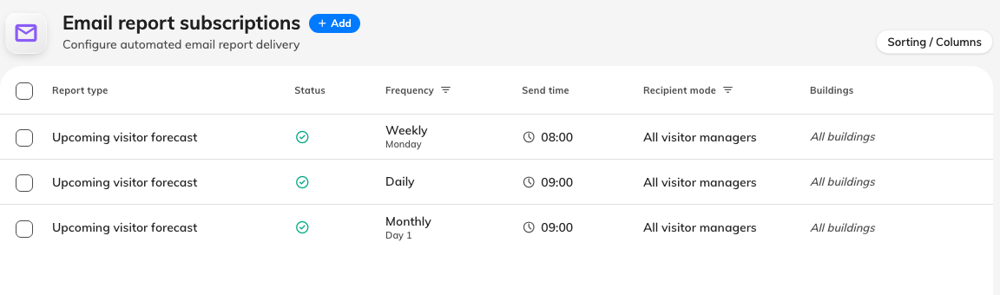 Email report subscriptions
+ Add
Configure automated email report delivery
Sorting / Columns
Report type Status Frequency Send time Recipient mode Buildings
Upcoming visitor forecast Weekly 08:00 All visitor managers All buildings
Monday
Upcoming visitor forecast Daily 09:00 All visitor managers All buildings
Upcoming visitor forecast Monthly 09:00 All visitor managers All buildings
Day 1